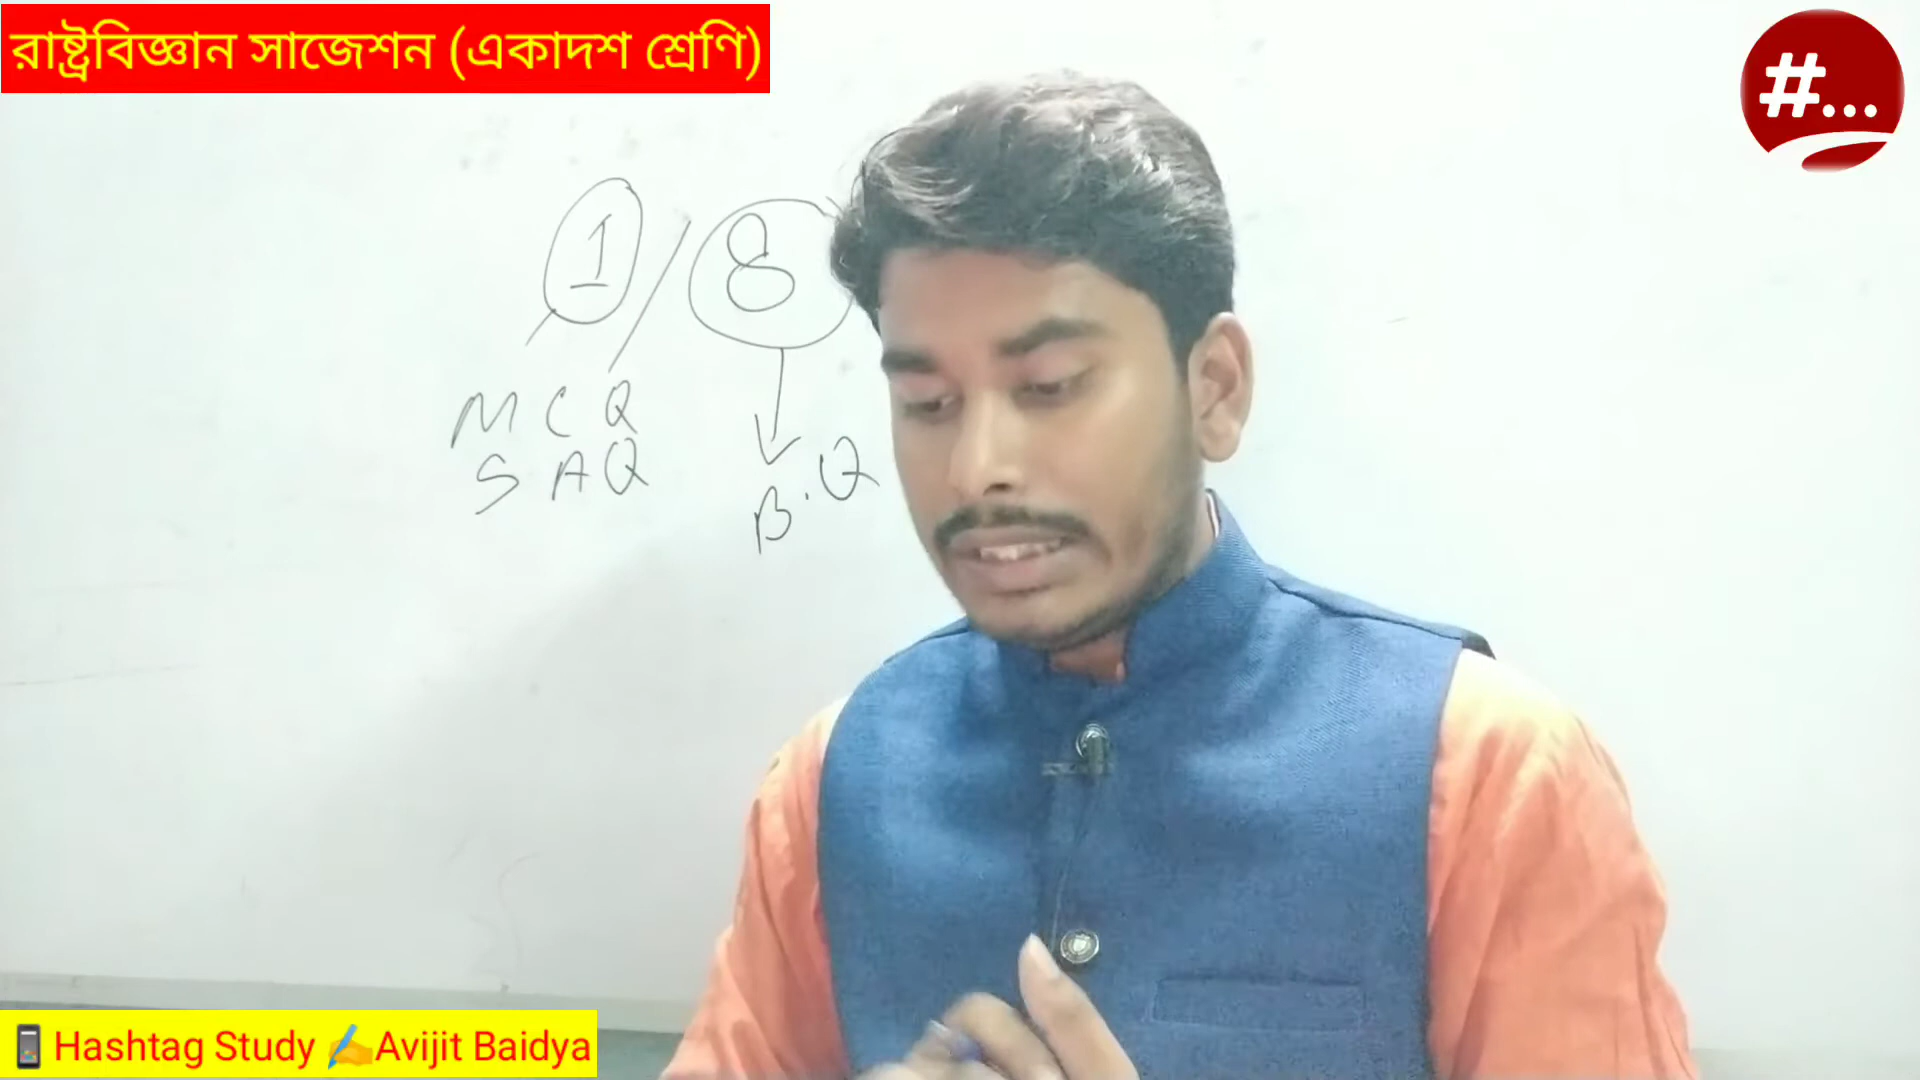 রাষ্ট্রবিজ্ঞান সাজেশন (একাদশ শ্রেণি)
#...
1 / 8
MCQ
SAQ
B.Q
📱Hashtag Study ✍️Avijit Baidya